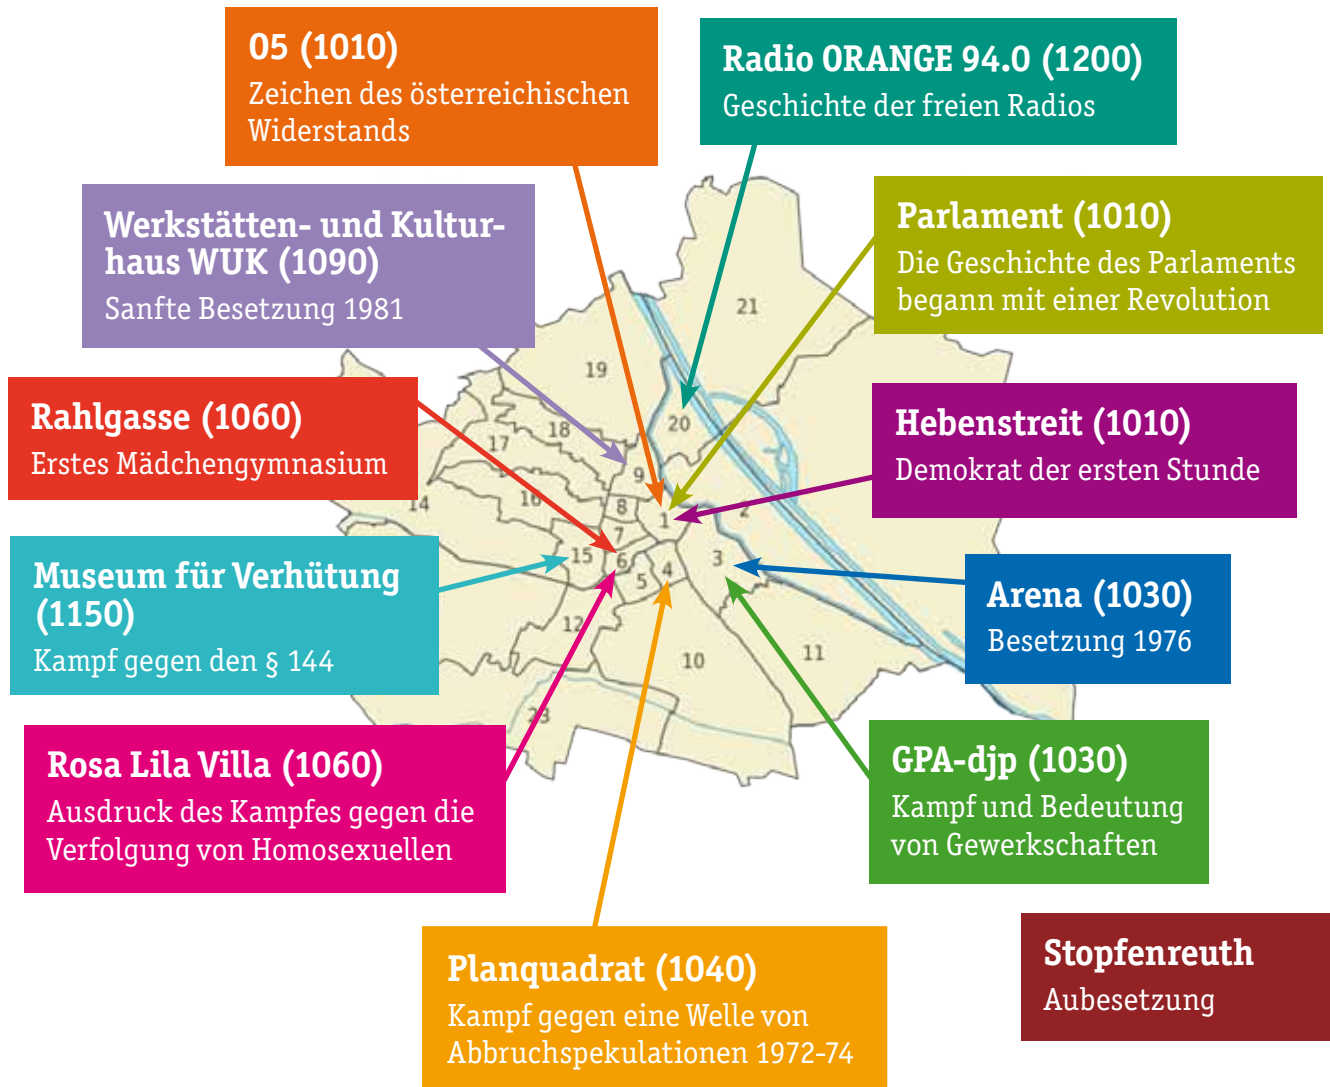 05 (1010)
Zeichen des österreichischen
Widerstands
Radio ORANGE 94.0 (1200)
Geschichte der freien Radios
Werkstätten- und Kultur-
haus WUK (1090)
Sanfte Besetzung 1981
Parlament (1010)
Die Geschichte des Parlaments
begann mit einer Revolution
Rahlgasse (1060)
Erstes Mädchengymnasium
Hebenstreit (1010)
Demokrat der ersten Stunde
Museum für Verhütung
(1150)
Kampf gegen den § 144
Arena (1030)
Besetzung 1976
Rosa Lila Villa (1060)
Ausdruck des Kampfes gegen die
Verfolgung von Homosexuellen
GPA-djp (1030)
Kampf und Bedeutung
von Gewerkschaften
Planquadrat (1040)
Kampf gegen eine Welle von
Abbruchspekulationen 1972-74
Stopfenreuth
Aubesetzung
21
19
20
18
17
9
16
14
8
1
2
7
15
6
5
4
3
12
10
11
23